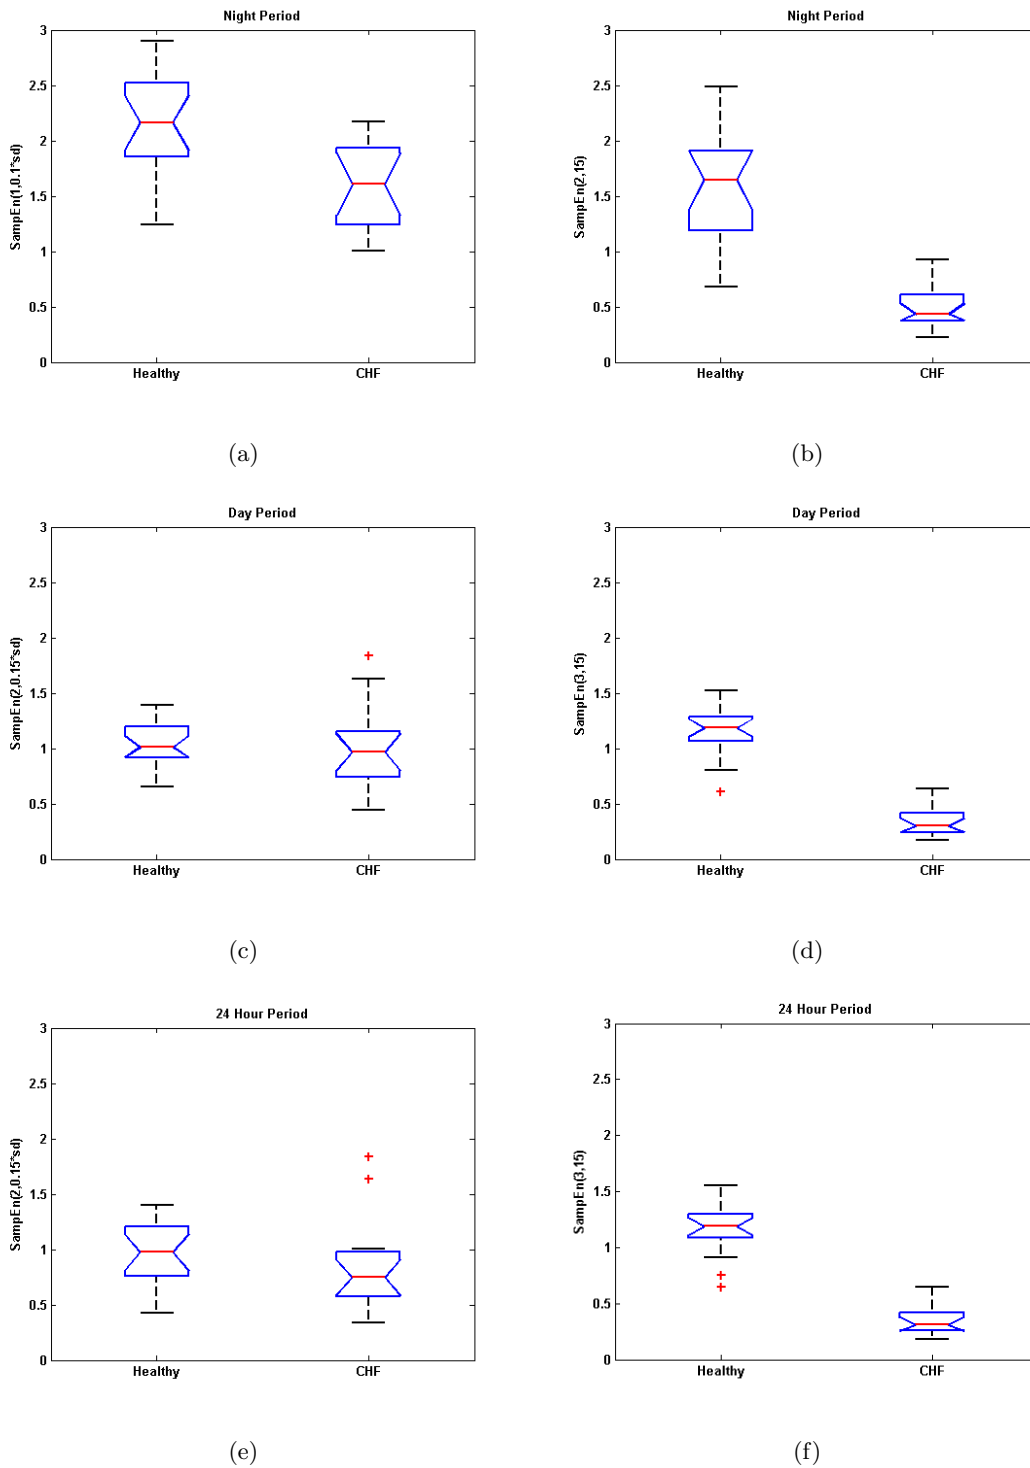 Night Period
SampEn(1,0.1*sd)
3
2.5
2
1.5
1
0.5
0
Healthy CHF
(a)
Night Period
SampEn(2,15)
3
2.5
2
1.5
1
0.5
0
Healthy CHF
(b)
Day Period
SampEn(2,0.15*sd)
3
2.5
2
1.5
1
0.5
0
Healthy CHF
(c)
Day Period
SampEn(3,15)
3
2.5
2
1.5
1
0.5
0
Healthy CHF
(d)
24 Hour Period
SampEn(2,0.15*sd)
3
2.5
2
1.5
1
0.5
0
Healthy CHF
(e)
24 Hour Period
SampEn(3,15)
3
2.5
2
1.5
1
0.5
0
Healthy CHF
(f)